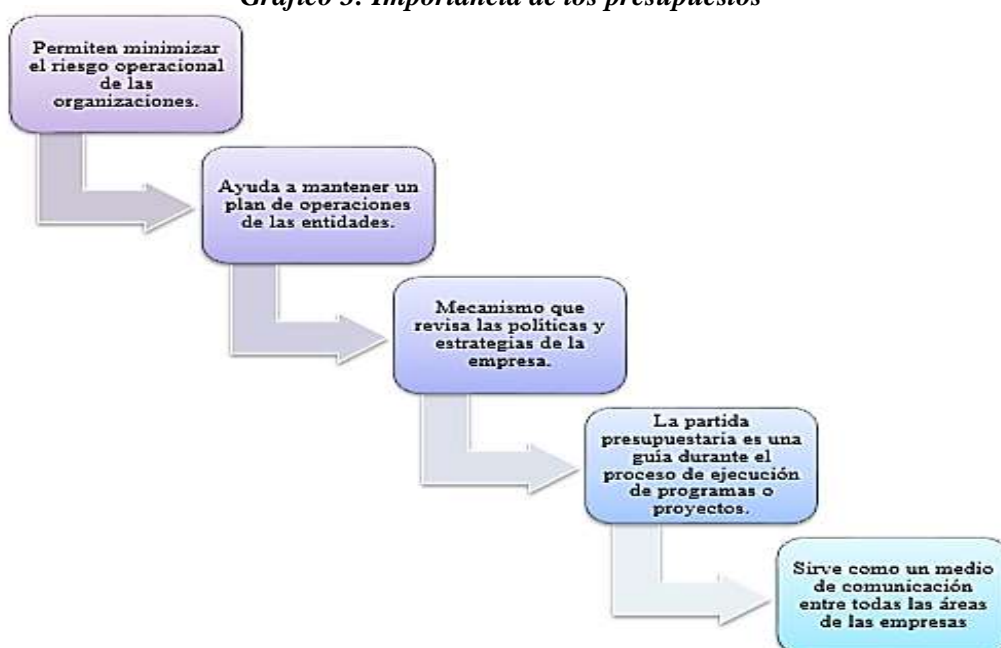 Gráfico 3: Importancia de los presupuestos
Permiten minimizar
el riesgo operacional
de las
organizaciones.
Ayuda a mantener un
plan de operaciones
de las entidades.
Mecanismo que
revisa las políticas y
estrategias de la
empresa.
La partida
presupuestaria es una
guía durante el
proceso de ejecución
de programas o
proyectos.
Sirve como un medio
de comunicación
entre todas las áreas
de las empresas